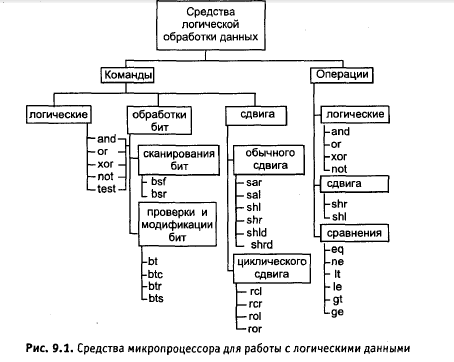 Средства
логической
обработки данных
Команды
Операции
логические
and
or
xor
not
test
обработки
бит
сканирования
бит
bsf
bsr
проверки и
модификации
бит
bt
btc
btr
bts
сдвига
обычного
сдвига
sar
sal
shl
shr
shld
shrd
циклического
сдвига
rcl
rcr
rol
ror
логические
and
or
xor
not
сдвига
shr
shl
сравнения
eq
ne
lt
le
gt
ge
Рис. 9.1. Средства микропроцессора для работы с логическими данными